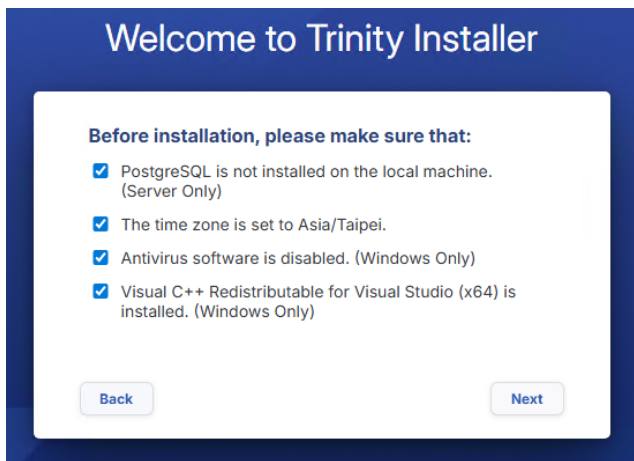 Welcome to Trinity Installer
Before installation, please make sure that:
PostgreSQL is not installed on the local machine.
(Server Only)
The time zone is set to Asia/Taipei.
Antivirus software is disabled. (Windows Only)
Visual C++ Redistributable for Visual Studio (x64) is
installed. (Windows Only)
Back
Next